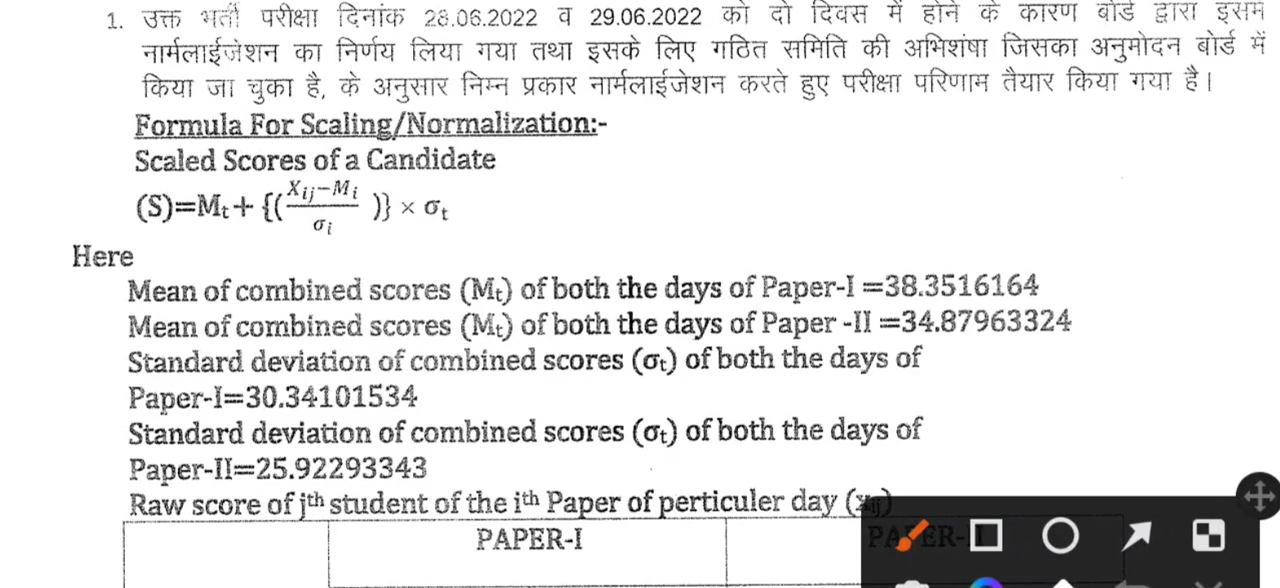 1. उक्त भर्ती परीक्षा दिनांक 28.06.2022 व 29.06.2022 को दो दिवस में होने के कारण बोर्ड द्वारा इसमें
नार्मलाईजेशन का निर्णय लिया गया तथा इसके लिए गठित समिति की अभिशंषा जिसका अनुमोदन बोर्ड में
किया जा चुका है, के अनुसार निम्न प्रकार नार्मलाईजेशन करते हुए परीक्षा परिणाम तैयार किया गया है।
Formula For Scaling/Normalization:-
Scaled Scores of a Candidate
(S)=Mₜ+ {(Xᵢⱼ−Mᵢ / σᵢ )} × σₜ
Here
Mean of combined scores (Mₜ) of both the days of Paper-I =38.3516164
Mean of combined scores (Mₜ) of both the days of Paper -II =34.87963324
Standard deviation of combined scores (σₜ) of both the days of
Paper-I=30.34101534
Standard deviation of combined scores (σₜ) of both the days of
Paper-II=25.92293343
Raw score of jth student of the ith Paper of perticuler day (xᵢⱼ)
PAPER-I PAPER-II